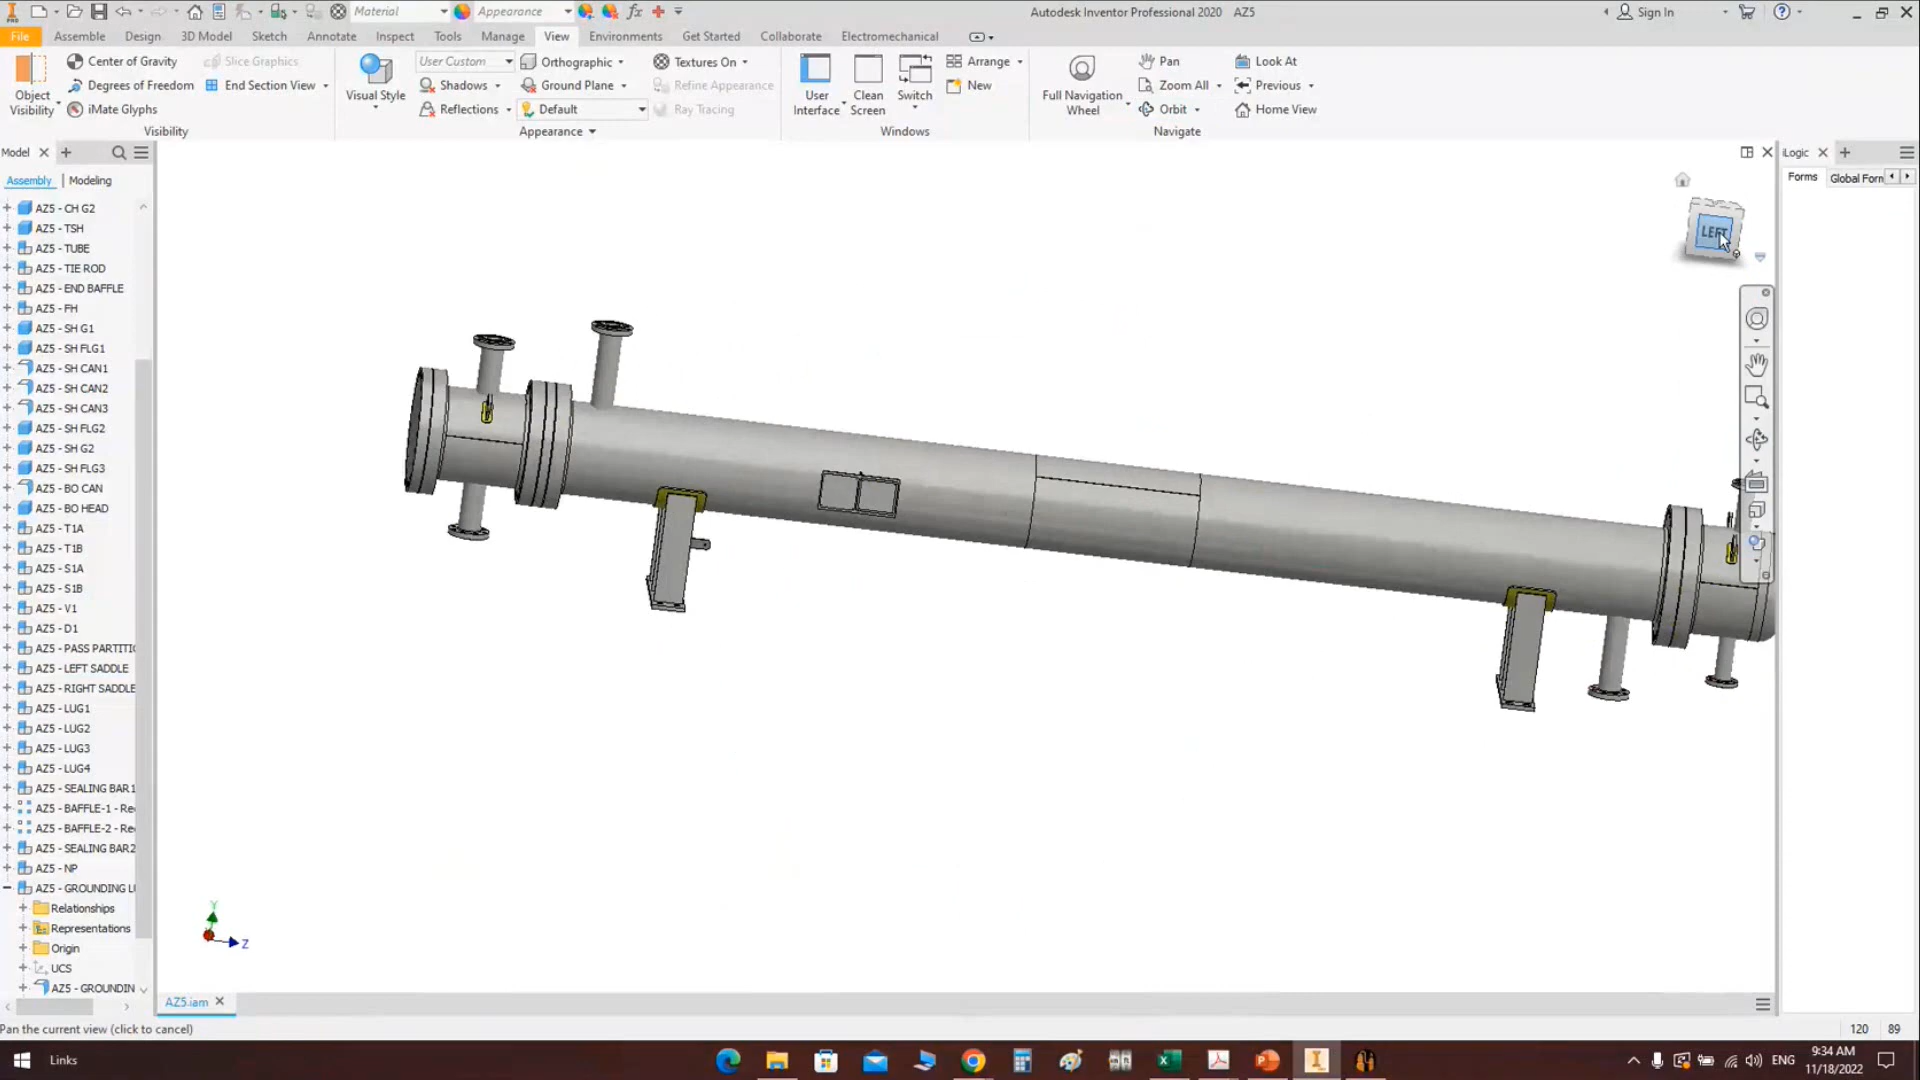 Material
Appearance
Autodesk Inventor Professional 2020 AZ5
Sign In
File Assemble Design 3D Model Sketch Annotate Inspect Tools Manage View Environments Get Started Collaborate Electromechanical
Object Visibility
Center of Gravity
Slice Graphics
Degrees of Freedom
End Section View
iMate Glyphs
Visibility
Visual Style
User Custom
Shadows
Reflections
Orthographic
Ground Plane
Default
Textures On
Refine Appearance
Ray Tracing
Appearance
User Interface
Clean Screen
Switch
Arrange
New
Windows
Full Navigation Wheel
Pan
Zoom All
Orbit
Look At
Previous
Home View
Navigate
Model
Assembly | Modeling
AZ5 - CH G2
AZ5 - TSH
AZ5 - TUBE
AZ5 - TIE ROD
AZ5 - END BAFFLE
AZ5 - FH
AZ5 - SH G1
AZ5 - SH FLG1
AZ5 - SH CAN1
AZ5 - SH CAN2
AZ5 - SH CAN3
AZ5 - SH FLG2
AZ5 - SH G2
AZ5 - SH FLG3
AZ5 - BO CAN
AZ5 - BO HEAD
AZ5 - T1A
AZ5 - T1B
AZ5 - S1A
AZ5 - S1B
AZ5 - V1
AZ5 - D1
AZ5 - PASS PARTITI
AZ5 - LEFT SADDLE
AZ5 - RIGHT SADDLE
AZ5 - LUG1
AZ5 - LUG2
AZ5 - LUG3
AZ5 - LUG4
AZ5 - SEALING BAR1
AZ5 - BAFFLE-1 - Re
AZ5 - BAFFLE-2 - Re
AZ5 - SEALING BAR2
AZ5 - NP
AZ5 - GROUNDING L
Relationships
Representations
Origin
UCS
AZ5 - GROUNDIN
LEFT
Y
Z
iLogic
Forms
Global Forn
AZ5.iam
Pan the current view (click to cancel)
120 89
Links
ENG
9:34 AM
11/18/2022